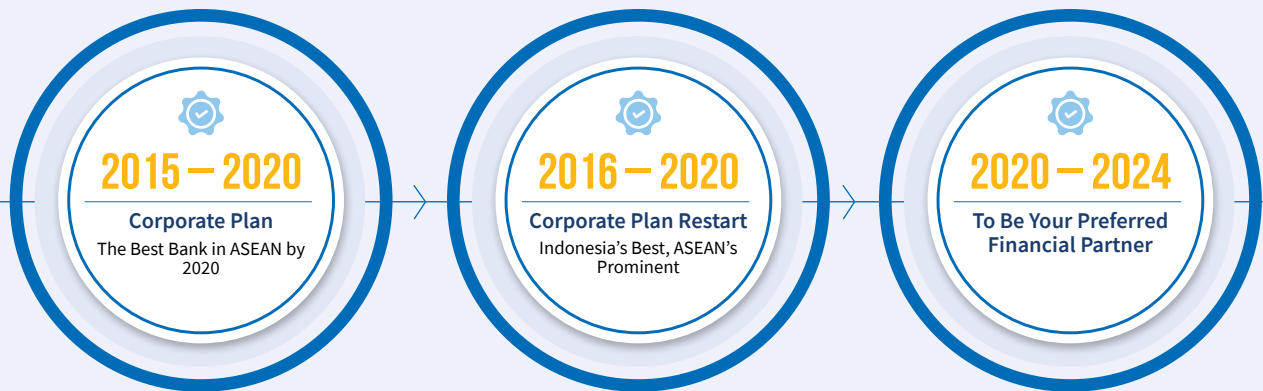 2015 – 2020
Corporate Plan
The Best Bank in ASEAN by
2020
2016 – 2020
Corporate Plan Restart
Indonesia’s Best, ASEAN’s
Prominent
2020 – 2024
To Be Your Preferred
Financial Partner